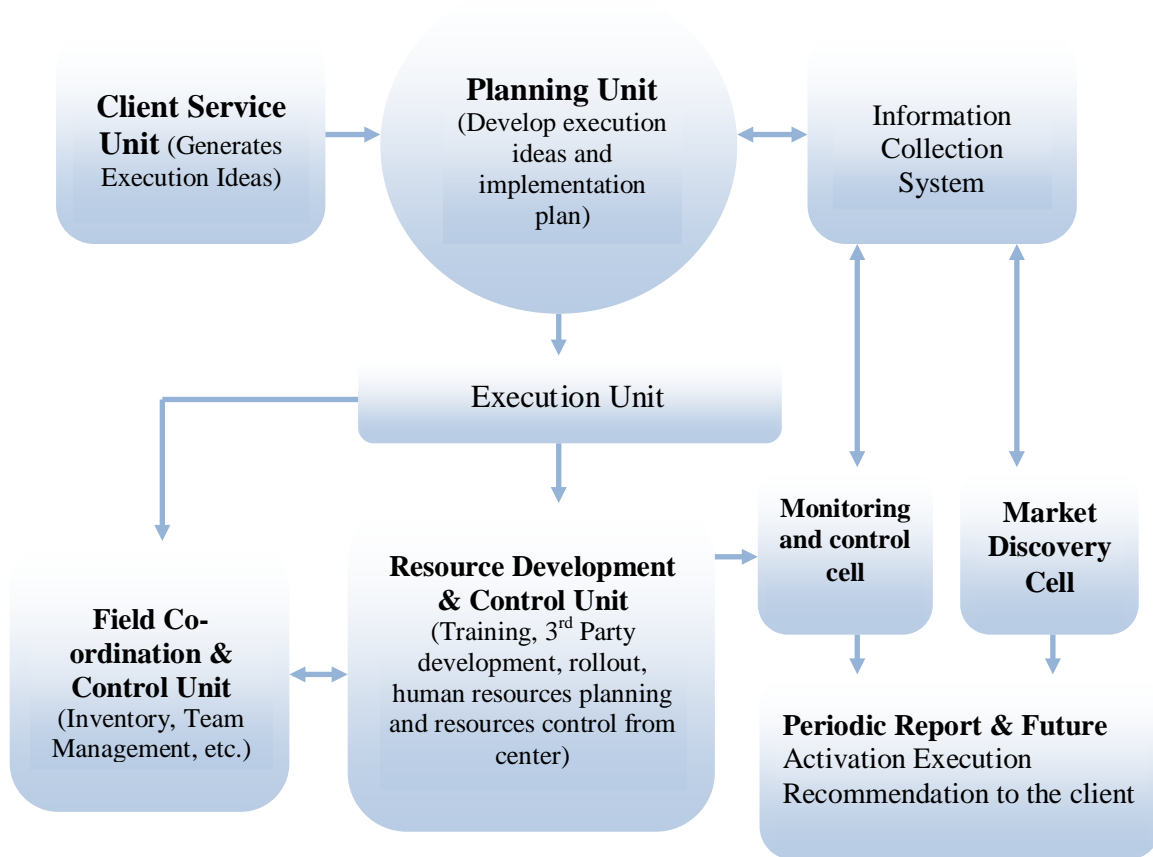 Client Service
Unit (Generates
Execution Ideas)
Planning Unit
(Develop execution
ideas and
implementation
plan)
Information
Collection
System
Execution Unit
Field Co-
ordination &
Control Unit
(Inventory, Team
Management, etc.)
Resource Development
& Control Unit
(Training, 3rd Party
development, rollout,
human resources planning
and resources control from
center)
Monitoring
and control
cell
Market
Discovery
Cell
Periodic Report & Future
Activation Execution
Recommendation to the client